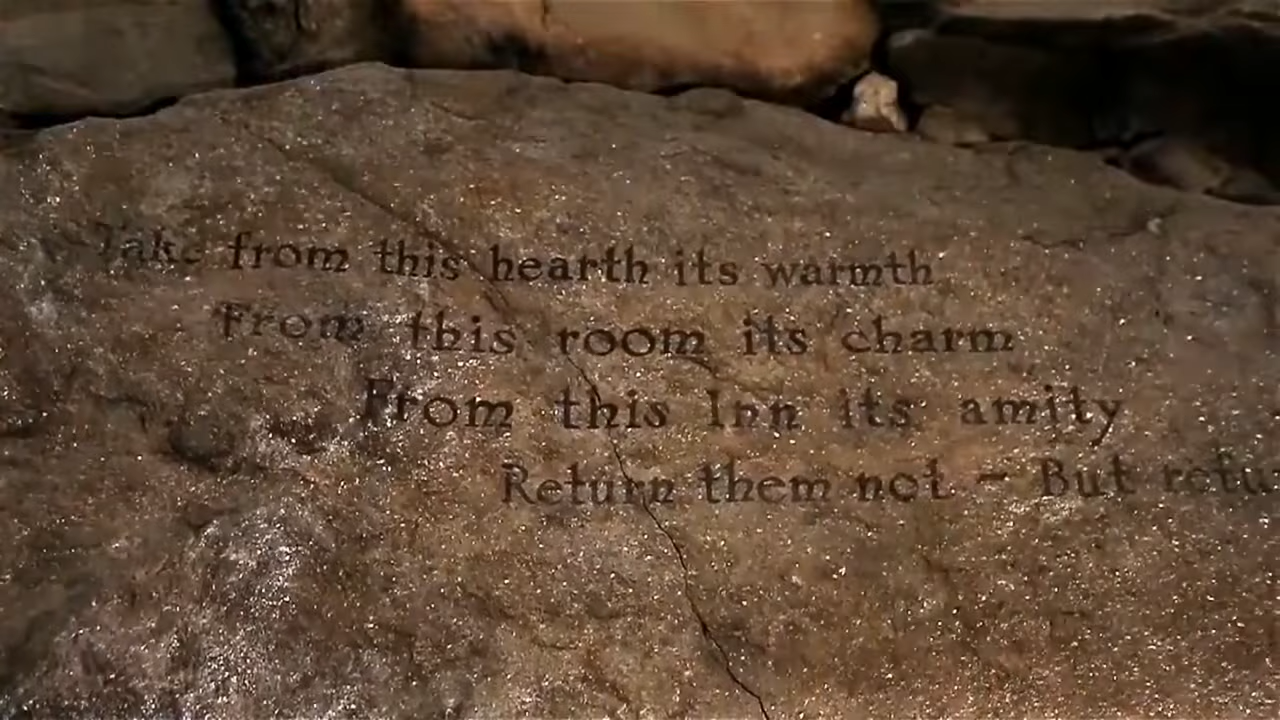 Take from this hearth its warmth
From this room its charm
From this Inn its amity
Return them not - But retu